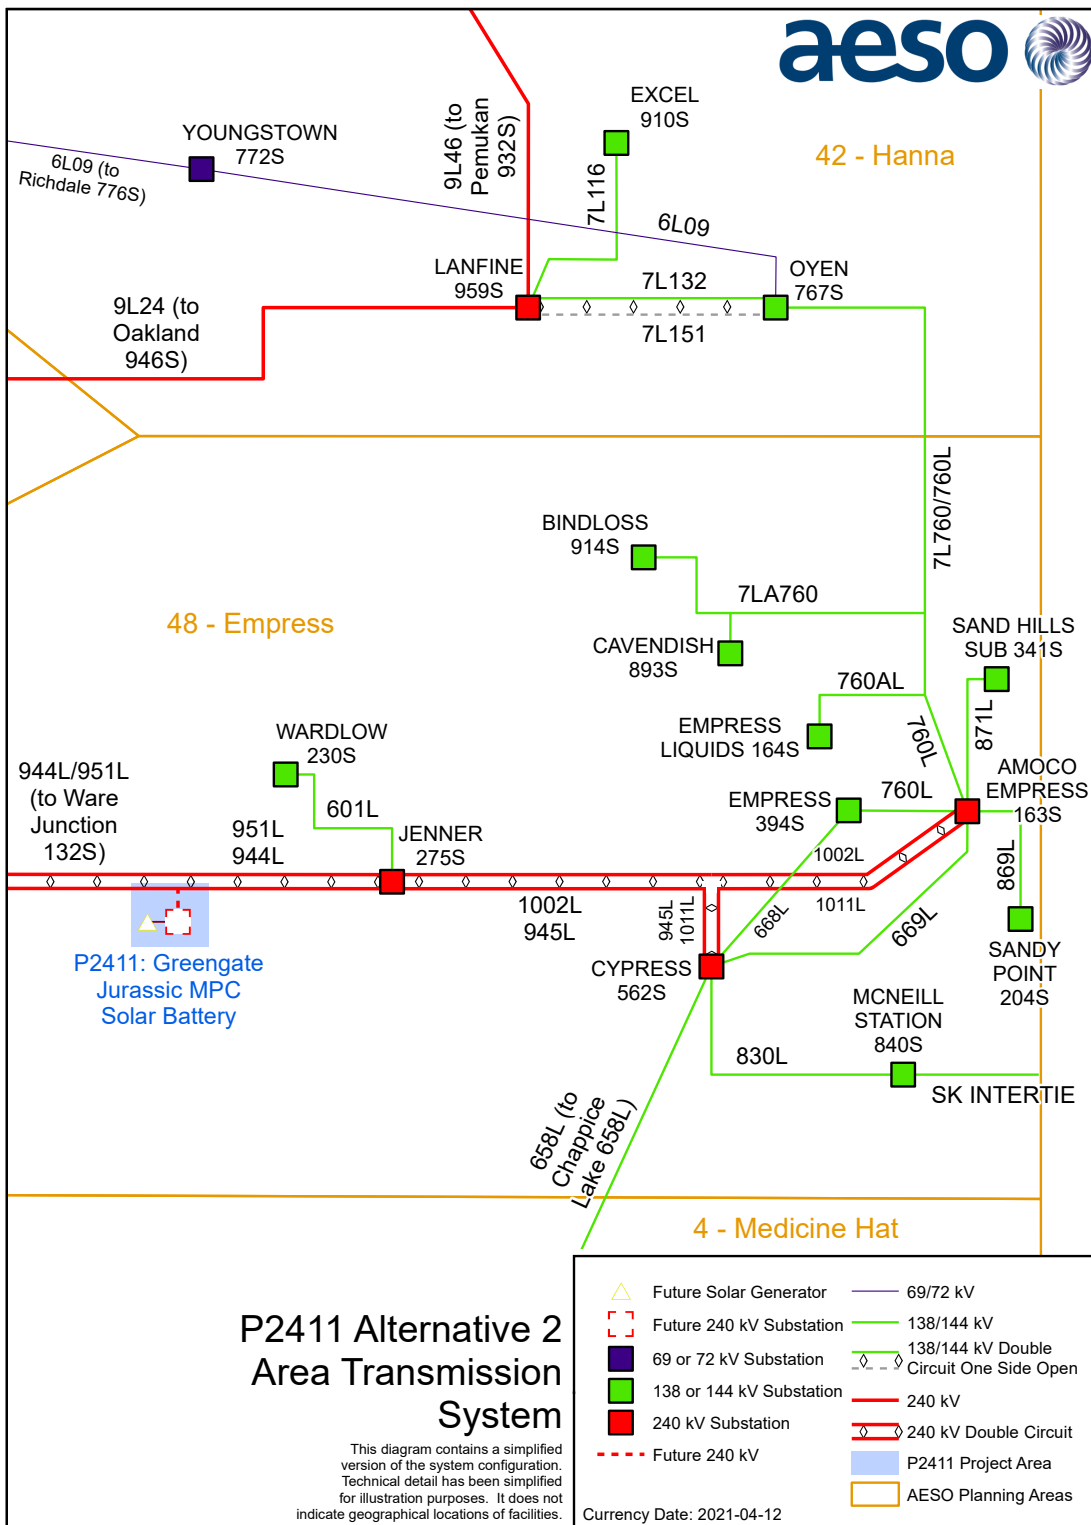 aeso
EXCEL
910S
YOUNGSTOWN
772S
9L46 (to
Pemukan
932S)
42 - Hanna
6L09 (to
Richdale 776S)
7L116
6L09
LANFINE
959S
OYEN
767S
7L132
7L151
9L24 (to
Oakland
946S)
7L760/760L
BINDLOSS
914S
7LA760
48 - Empress
CAVENDISH
893S
SAND HILLS
SUB 341S
760AL
871L
EMPRESS
LIQUIDS 164S
760L
WARDLOW
230S
944L/951L
(to Ware
Junction
132S)
601L
951L
944L
JENNER
275S
EMPRESS
394S
760L
AMOCO
EMPRESS
163S
1002L
1011L
869L
1002L
945L
945L
1011L
668L
669L
P2411: Greengate
Jurassic MPC
Solar Battery
CYPRESS
562S
SANDY
POINT
204S
MCNEILL
STATION
840S
830L
SK INTERTIE
658L (to
Chappice
Lake 658L)
4 - Medicine Hat
P2411 Alternative 2
Area Transmission
System
This diagram contains a simplified
version of the system configuration.
Technical detail has been simplified
for illustration purposes. It does not
indicate geographical locations of facilities.
Future Solar Generator
Future 240 kV Substation
69 or 72 kV Substation
138 or 144 kV Substation
240 kV Substation
Future 240 kV
69/72 kV
138/144 kV
138/144 kV Double
Circuit One Side Open
240 kV
240 kV Double Circuit
P2411 Project Area
AESO Planning Areas
Currency Date: 2021-04-12